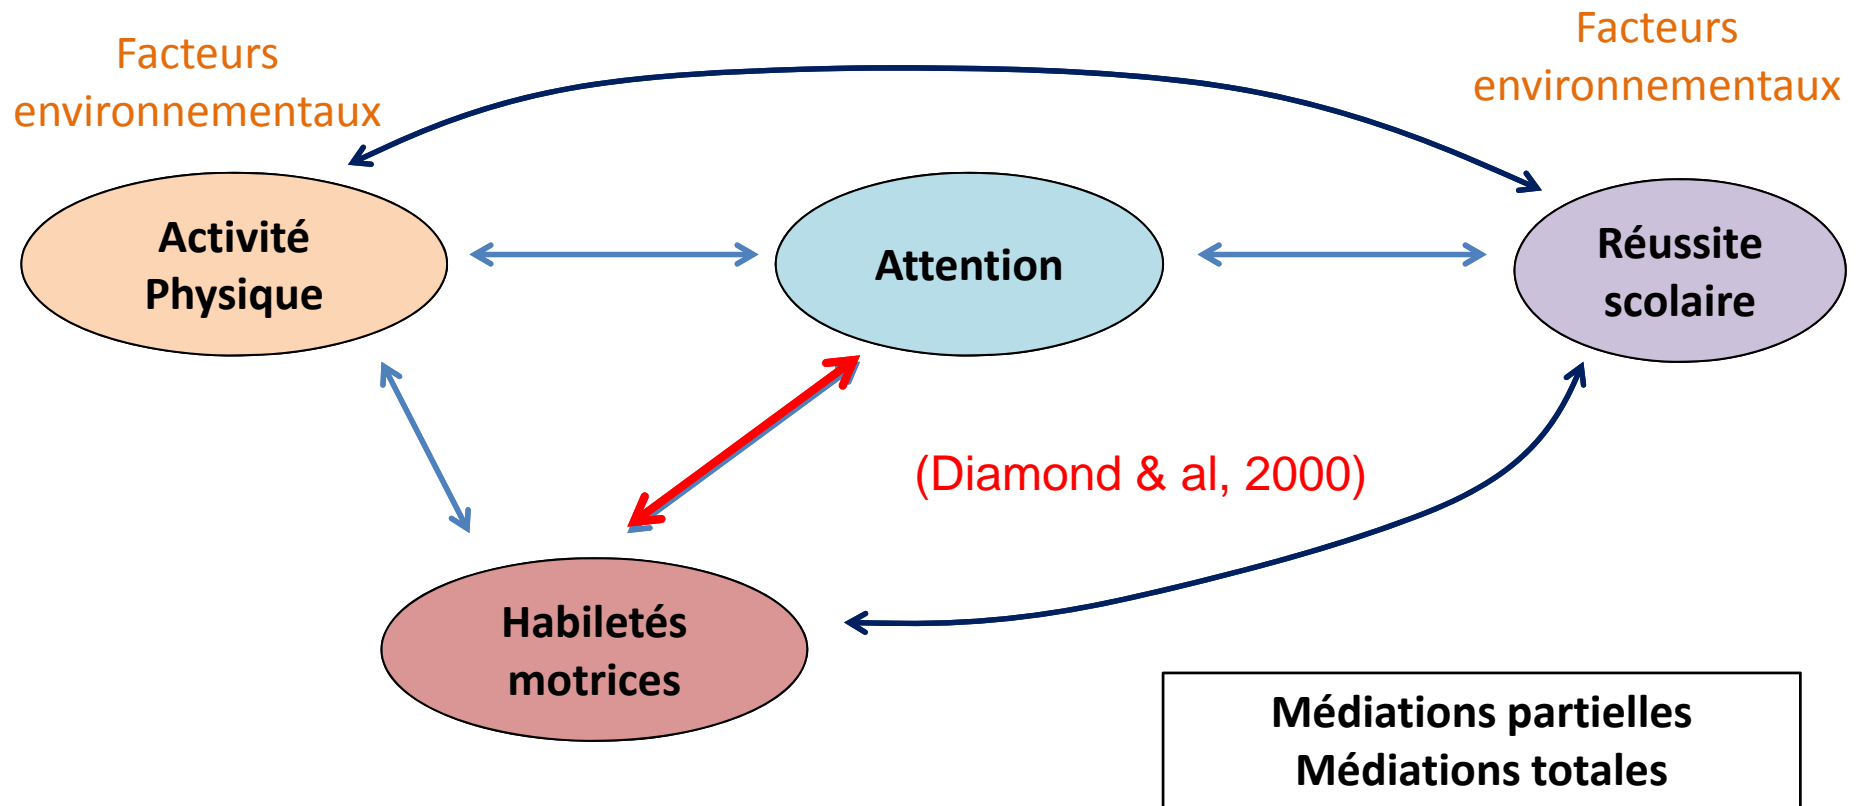 Facteurs
environnementaux
Facteurs
environnementaux
Activité
Physique
Attention
Réussite
scolaire
(Diamond & al, 2000)
Habiletés
motrices
Médiations partielles
Médiations totales